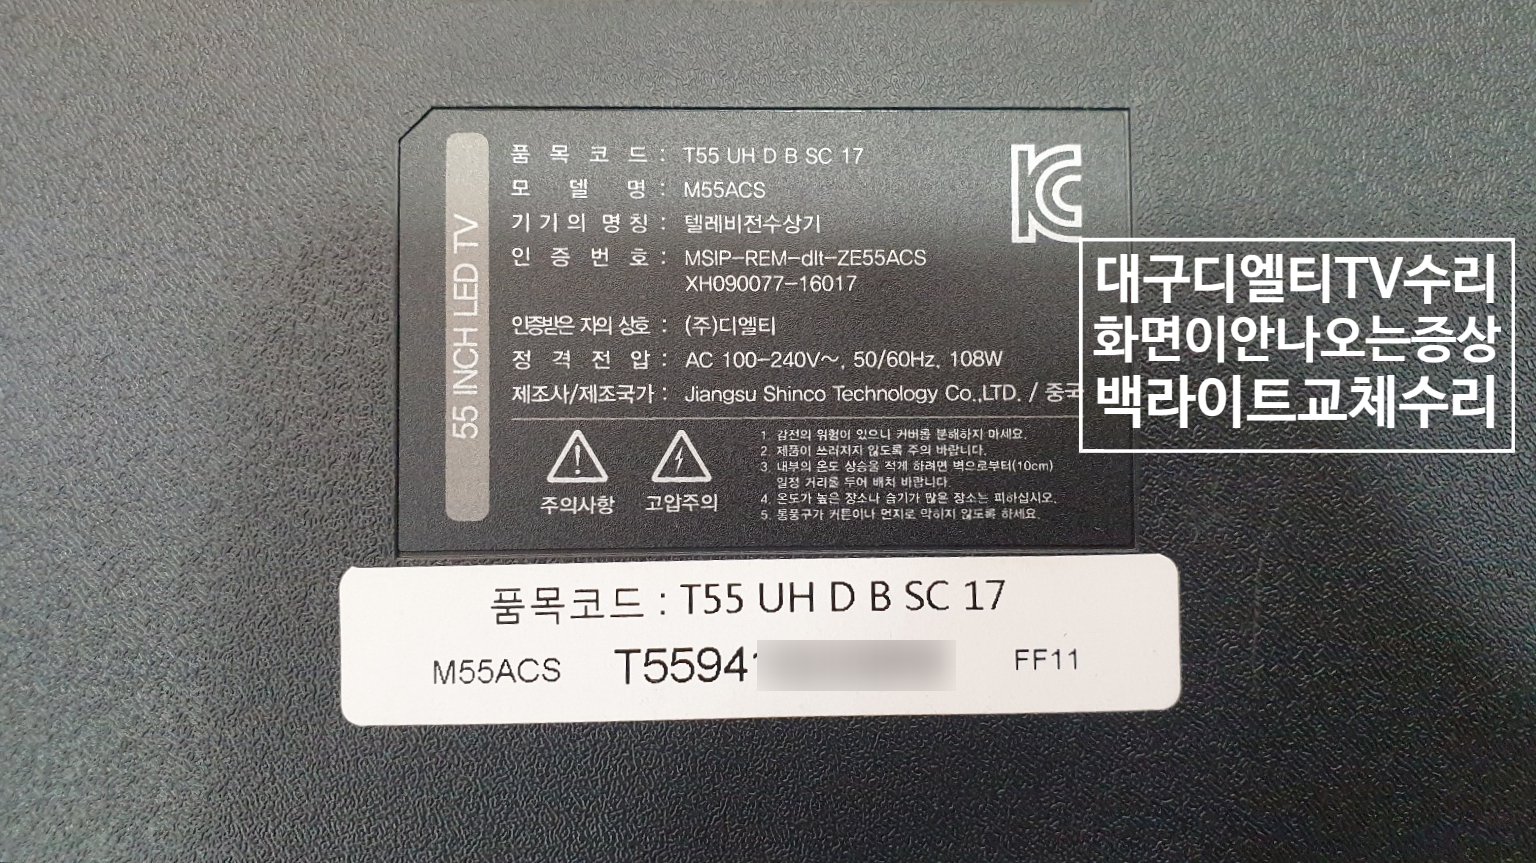 55 INCH LED TV
품 목 코 드 : T55 UH D B SC 17
모 델 명 : M55ACS
기 기 의 명 칭 : 텔레비전수상기
인 증 번 호 : MSIP-REM-dlt-ZE55ACS
XH090077-16017
인증받은 자의 상호 : (주)디엘티
정 격 전 압 : AC 100-240V~, 50/60Hz, 108W
제조사/제조국가 : Jiangsu Shinco Technology Co.,LTD. / 중국
주의사항 고압주의
1. 감전의 위험이 있으니 커버를 분해하지 마세요.
2. 제품이 쓰러지지 않도록 주의 바랍니다.
3. 내부의 온도 상승을 적게 하려면 벽으로부터(10cm)
일정 거리를 두어 배치 바랍니다
4. 온도가 높은 장소나 습기가 많은 장소는 피하십시오.
5. 통풍구가 커튼이나 먼지로 막히지 않도록 하세요.
대구디엘티TV수리
화면이안나오는증상
백라이트교체수리
품목코드 : T55 UH D B SC 17
M55ACS T5594 FF11